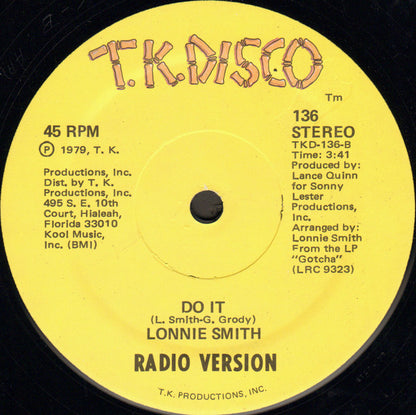 T.K.DISCO
Tm
45 RPM
Ⓟ 1979, T. K.
Productions, Inc.
Dist. by T. K.
Productions, Inc.
495 S. E. 10th
Court, Hialeah,
Florida 33010
Kool Music,
Inc. (BMI)
136
STEREO
TKD-136-B
Time: 3:41
Produced by:
Lance Quinn
for Sonny
Lester
Productions,
Inc.
Arranged by:
Lonnie Smith
From the LP
"Gotcha"
(LRC 9323)
DO IT
(L. Smith-G. Grody)
LONNIE SMITH
RADIO VERSION
T.K. PRODUCTIONS, INC.